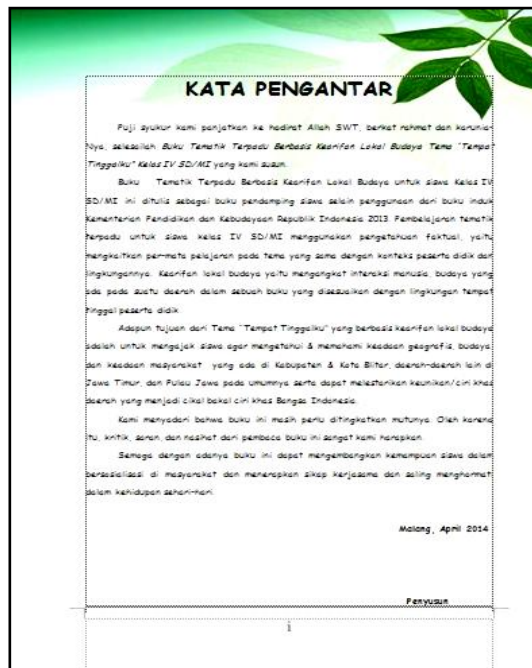 KATA PENGANTAR
Puji syukur kami panjatkan ke hadirat Allah SWT, berkat rahmat dan karunia-
Nya, selesailah Buku Tematik Terpadu Berbasis Kearifan Lokal Budaya Tema "Tempat
Tinggalku" Kelas IV SD/MI yang kami susun.
Buku Tematik Terpadu Berbasis Kearifan Lokal Budaya untuk siswa Kelas IV
SD/MI ini ditulis sebagai buku pendamping siswa selain penggunaan dari buku induk
Kementerian Pendidikan dan Kebudayaan Republik Indonesia 2013. Pembelajaran tematik
terpadu untuk siswa kelas IV SD/MI menggunakan pengetahuan faktual, yaitu
mengkaitkan per-mata pelajaran pada tema yang sama dengan konteks peserta didik dan
lingkungannya. Kearifan lokal budaya yaitu mengangkat interaksi manusia, budaya yang
ada pada suatu daerah dalam sebuah buku yang disesuaikan dengan lingkungan tempat
tinggal peserta didik.
Adapun tujuan dari Tema "Tempat Tinggalku" yang berbasis kearifan lokal budaya
adalah untuk mengajak siswa agar mengetahui & memahami keadaan geografis, budaya,
dan keadaan masyarakat yang ada di Kabupaten & Kota Blitar, daerah-daerah lain di
Jawa Timur, dan Pulau Jawa pada umumnya serta dapat melestarikan keunikan/ciri khas
daerah yang menjadi cikal bakal ciri khas Bangsa Indonesia.
Kami menyadari bahwa buku ini masih perlu ditingkatkan mutunya. Oleh karena
itu, kritik, saran, dan nasihat dari pembaca buku ini sangat kami harapkan.
Semoga dengan adanya buku ini dapat mengembangkan kemampuan siswa dalam
bersosialisasi di masyarakat dan menerapkan sikap kerjasama dan saling menghormati
dalam kehidupan sehari-hari.
Malang, April 2014
Penyusun
i